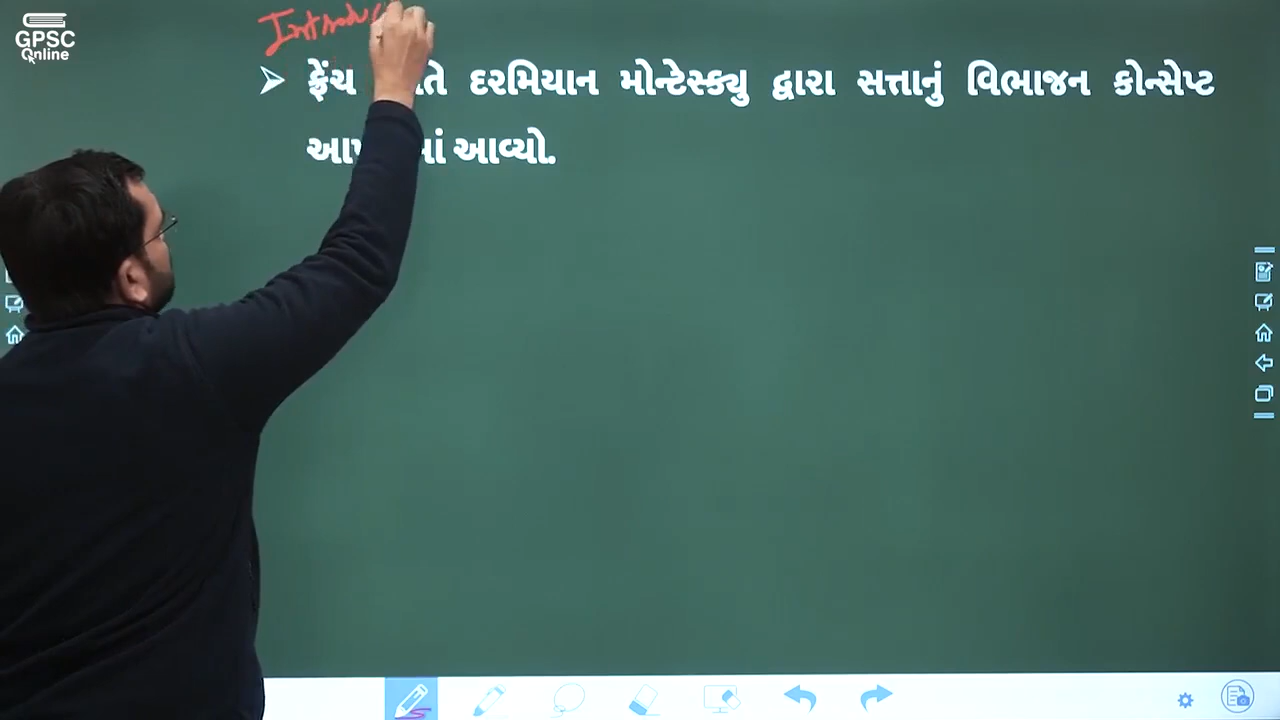 GPSC
Online
ફ્રેંચ દરમિયાન મોન્ટેસ્ક્યુ દ્વારા સત્તાનું વિભાજન કોન્સેપ્ટ
આવ્યો.